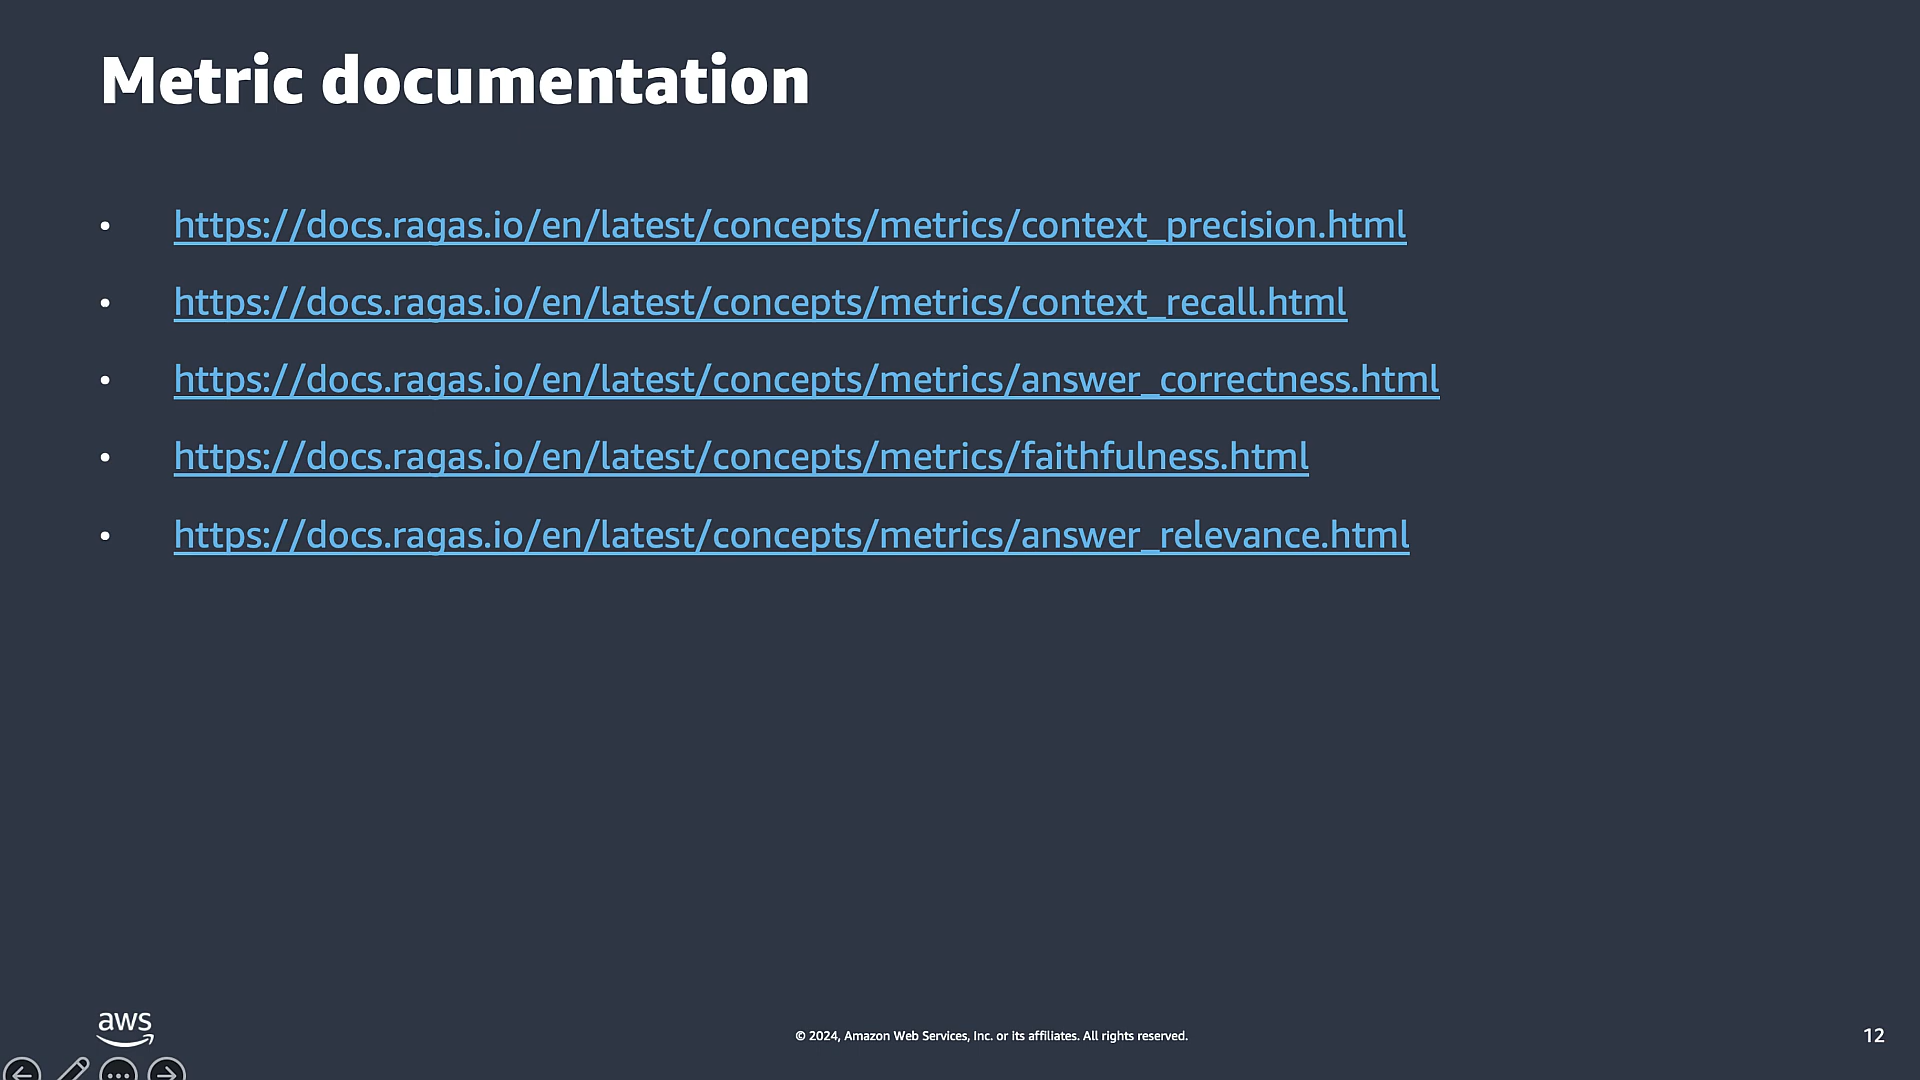 Metric documentation
• https://docs.ragas.io/en/latest/concepts/metrics/context_precision.html
• https://docs.ragas.io/en/latest/concepts/metrics/context_recall.html
• https://docs.ragas.io/en/latest/concepts/metrics/answer_correctness.html
• https://docs.ragas.io/en/latest/concepts/metrics/faithfulness.html
• https://docs.ragas.io/en/latest/concepts/metrics/answer_relevance.html
aws
© 2024, Amazon Web Services, Inc. or its affiliates. All rights reserved.
12